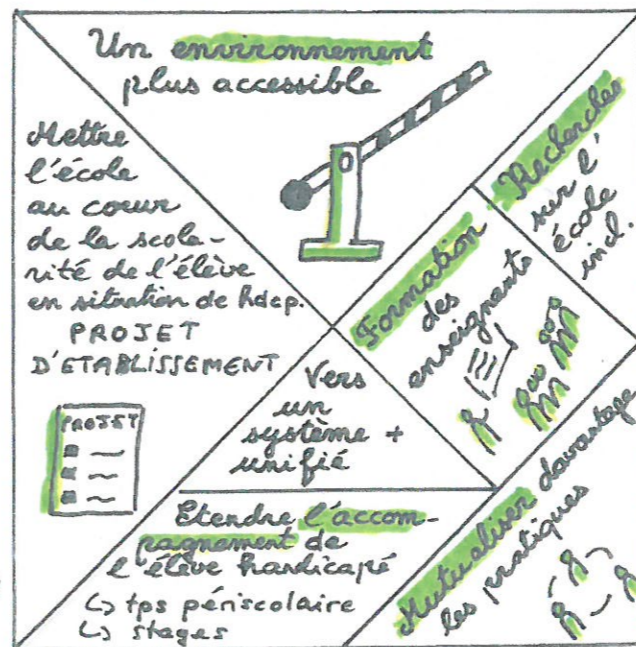 Un environnement
plus accessible
Mettre
l'école
au coeur
de la scola-
rité de l'élève
en situation de hdcp.
PROJET
D'ETABLISSEMENT
PROJET
Recherches
sur l'
école
incl.
Formation
des
enseignants
Vers
un
système +
unifié
Etendre l'accom-
pagnement de
l'élève handicapé
↳ tps périscolaire
↳ stages
Mutualiser davantage
les pratiques